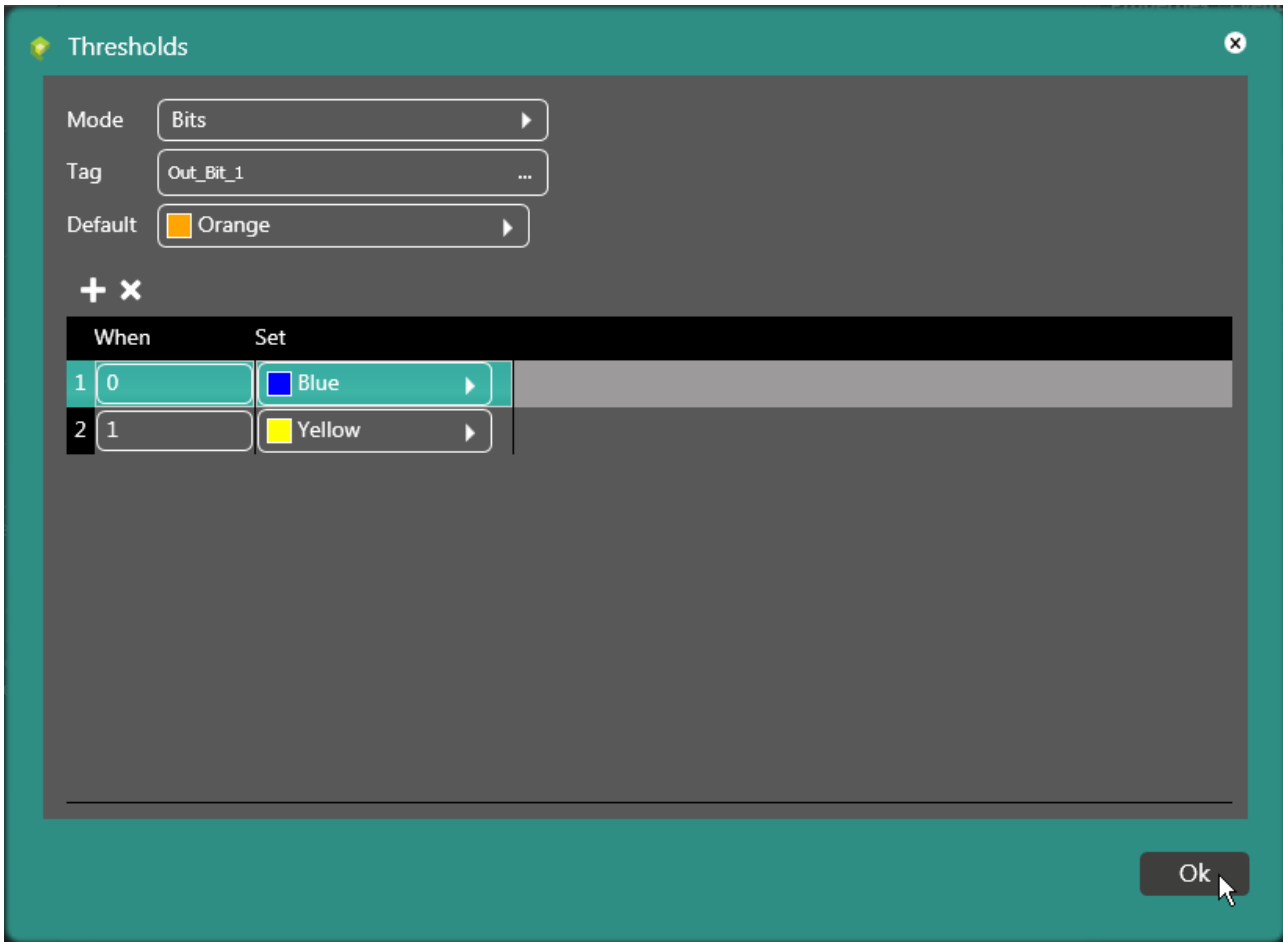 Thresholds
Mode Bits
Tag Out_Bit_1 ...
Default Orange
When Set
1 0 Blue
2 1 Yellow
Ok